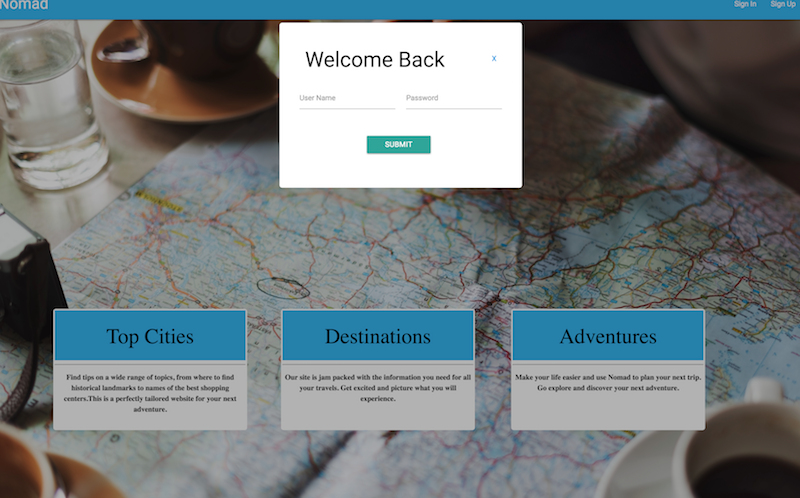 Nomad
Sign In Sign Up
Welcome Back
X
User Name Password
SUBMIT
Top Cities
Find tips on a wide range of topics, from where to find
historical landmarks to names of the best shopping
centers.This is a perfectly tailored website for your next
adventure.
Destinations
Our site is jam packed with the information you need for all
your travels. Get excited and picture what you will
experience.
Adventures
Make your life easier and use Nomad to plan your next trip.
Go explore and discover your next adventure.